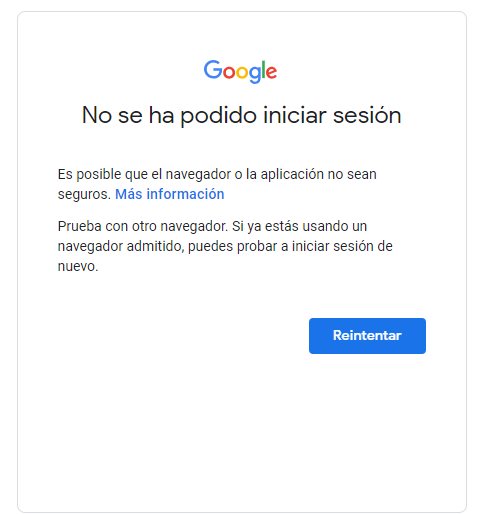 Google
No se ha podido iniciar sesión
Es posible que el navegador o la aplicación no sean
seguros. Más información
Prueba con otro navegador. Si ya estás usando un
navegador admitido, puedes probar a iniciar sesión de
nuevo.
Reintentar